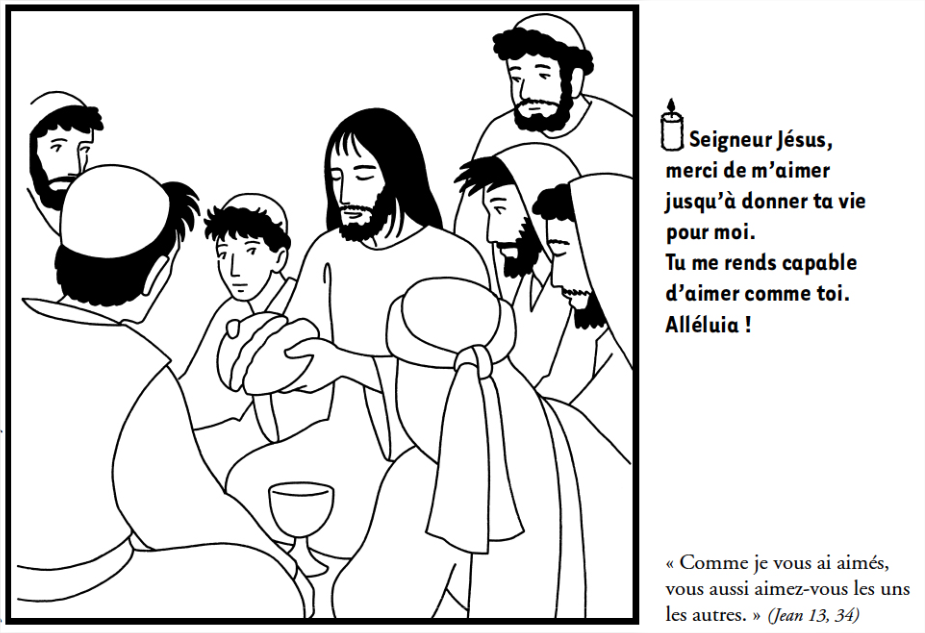 Seigneur Jésus,
merci de m'aimer
jusqu'à donner ta vie
pour moi.
Tu me rends capable
d'aimer comme toi.
Alléluia !
« Comme je vous ai aimés,
vous aussi aimez-vous les uns
les autres. » (Jean 13, 34)